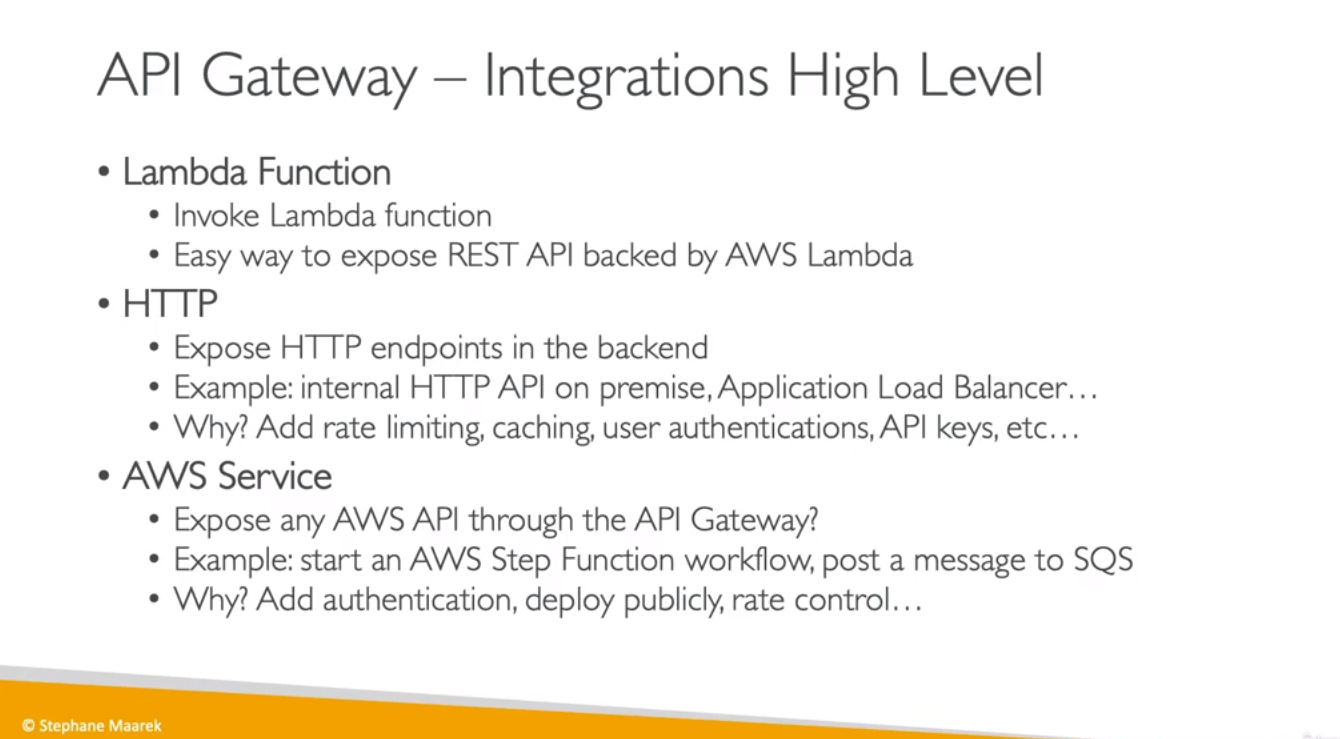 API Gateway – Integrations High Level
• Lambda Function
• Invoke Lambda function
• Easy way to expose REST API backed by AWS Lambda
• HTTP
• Expose HTTP endpoints in the backend
• Example: internal HTTP API on premise, Application Load Balancer…
• Why? Add rate limiting, caching, user authentications, API keys, etc…
• AWS Service
• Expose any AWS API through the API Gateway?
• Example: start an AWS Step Function workflow, post a message to SQS
• Why? Add authentication, deploy publicly, rate control…
© Stephane Maarek